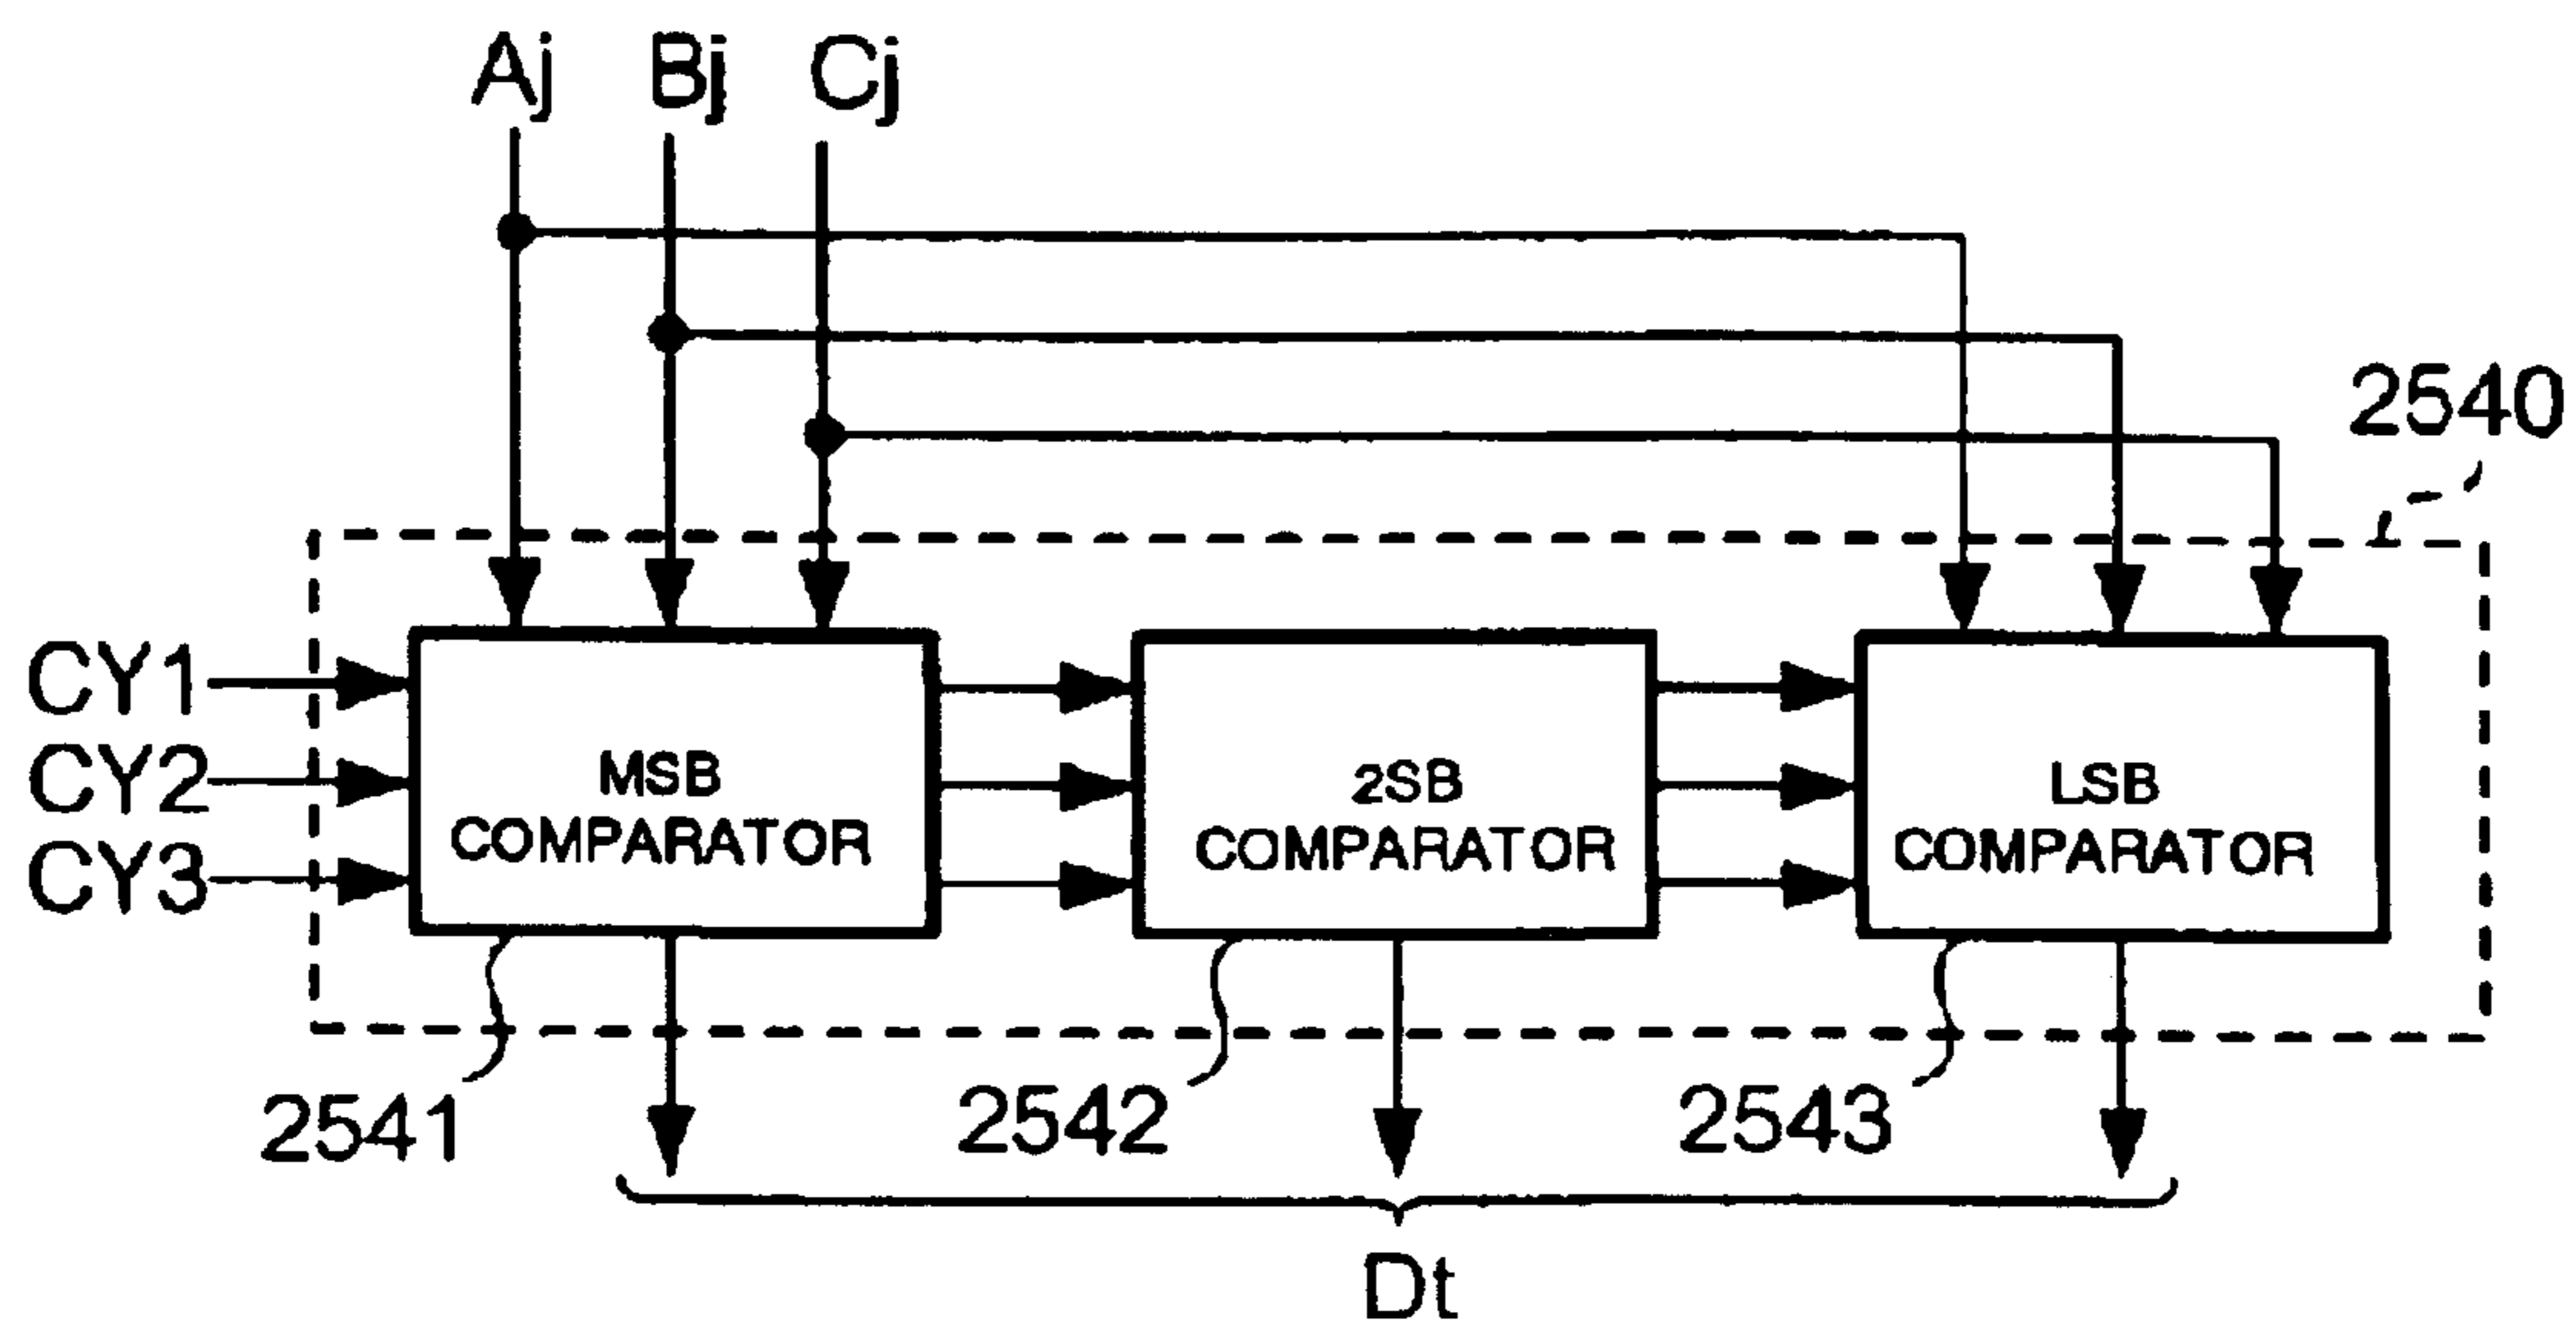 Aj Bj Cj
2540
CY1
CY2
CY3
MSB
COMPARATOR
2SB
COMPARATOR
LSB
COMPARATOR
2541
2542
2543
Dt